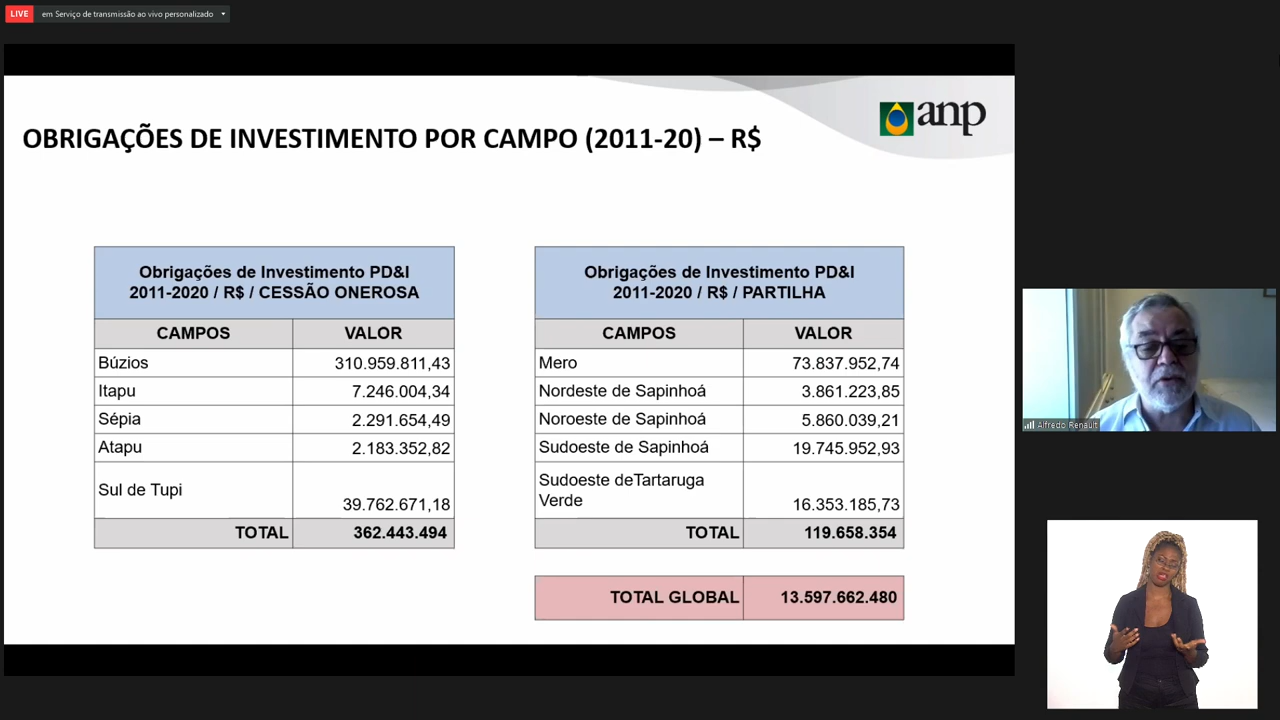 LIVE em Serviço de transmissão ao vivo personalizado
anp
OBRIGAÇÕES DE INVESTIMENTO POR CAMPO (2011-20) – R$
Obrigações de Investimento PD&I
2011-2020 / R$ / CESSÃO ONEROSA
CAMPOS VALOR
Búzios 310.959.811,43
Itapu 7.246.004,34
Sépia 2.291.654,49
Atapu 2.183.352,82
Sul de Tupi 39.762.671,18
TOTAL 362.443.494
Obrigações de Investimento PD&I
2011-2020 / R$ / PARTILHA
CAMPOS VALOR
Mero 73.837.952,74
Nordeste de Sapinhoá 3.861.223,85
Noroeste de Sapinhoá 5.860.039,21
Sudoeste de Sapinhoá 19.745.952,93
Sudoeste deTartaruga
Verde 16.353.185,73
TOTAL 119.658.354
TOTAL GLOBAL 13.597.662.480
Alfredo Renault